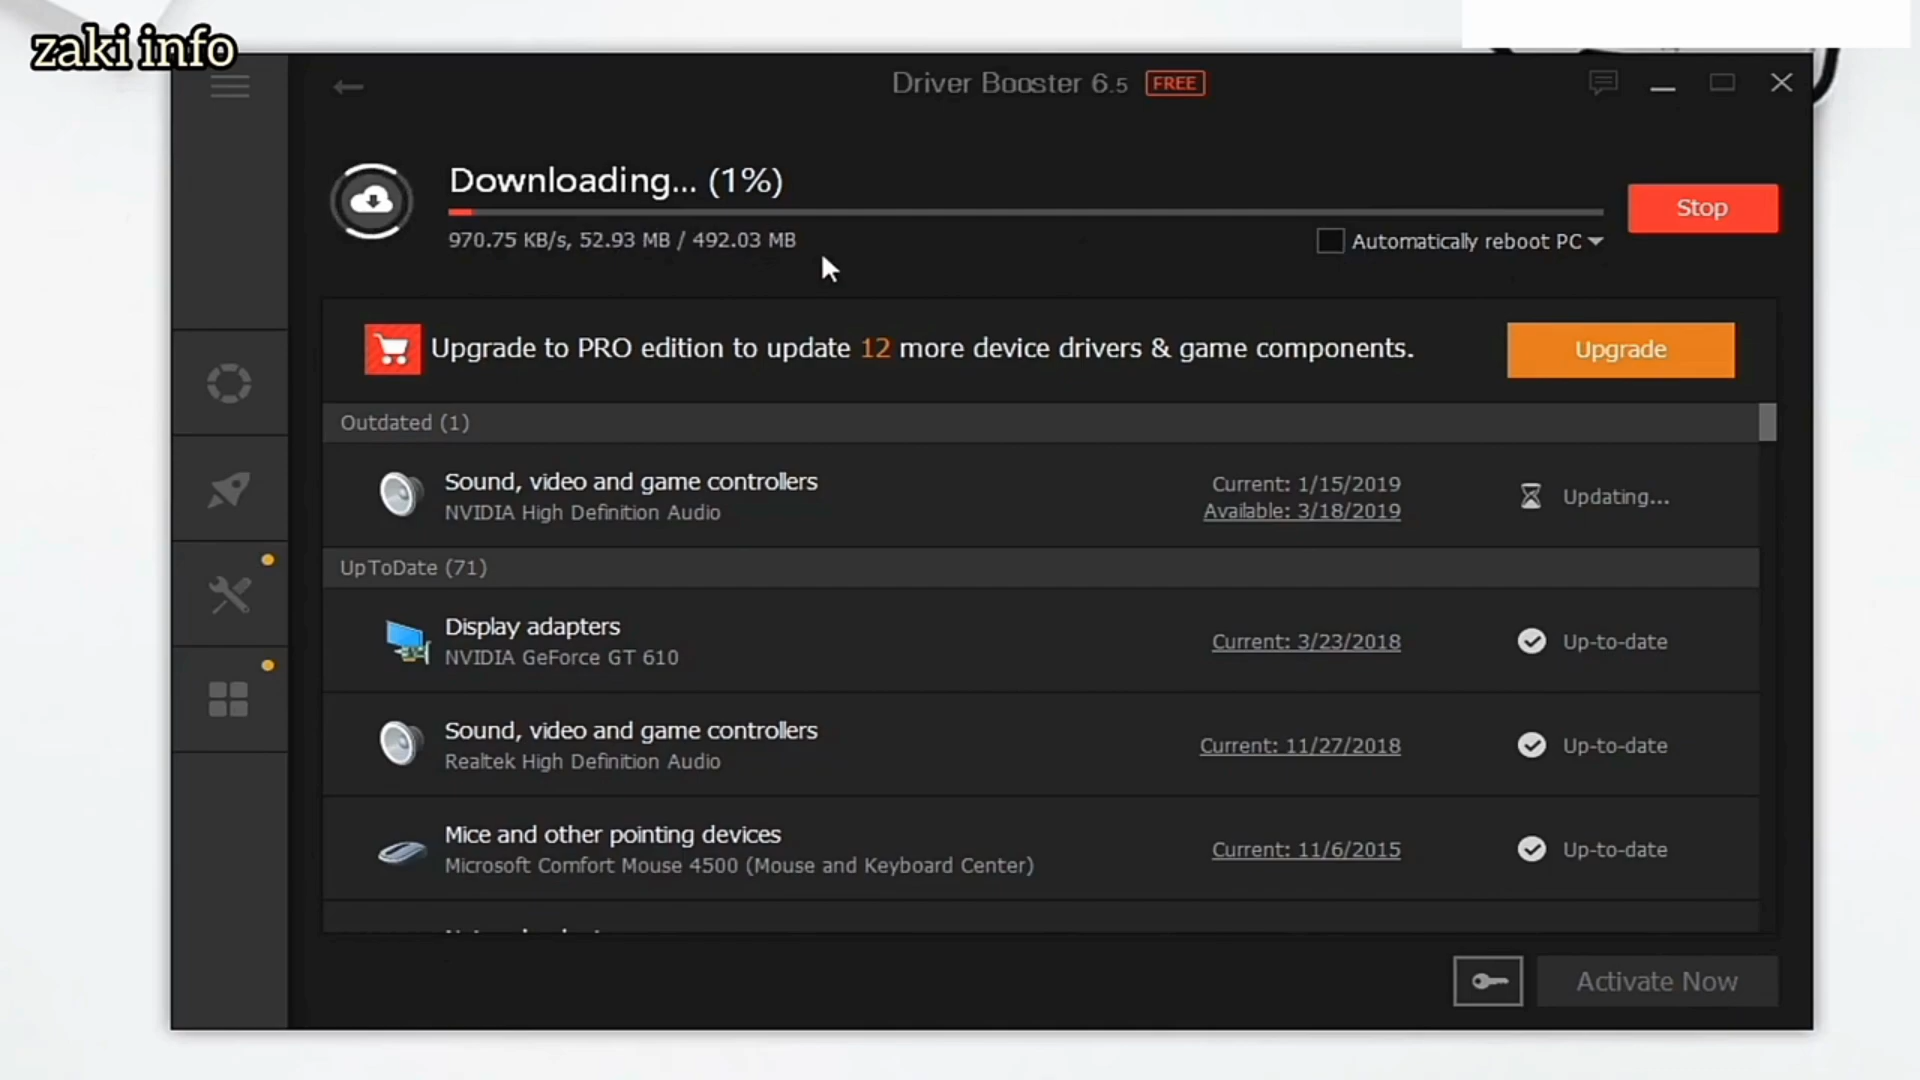 zaki info
Driver Booster 6.5 FREE
Downloading... (1%)
Stop
970.75 KB/s, 52.93 MB / 492.03 MB
Automatically reboot PC
Upgrade to PRO edition to update 12 more device drivers & game components.
Upgrade
Outdated (1)
Sound, video and game controllers
NVIDIA High Definition Audio
Current: 1/15/2019
Available: 3/18/2019
Updating...
UpToDate (71)
Display adapters
NVIDIA GeForce GT 610
Current: 3/23/2018
Up-to-date
Sound, video and game controllers
Realtek High Definition Audio
Current: 11/27/2018
Up-to-date
Mice and other pointing devices
Microsoft Comfort Mouse 4500 (Mouse and Keyboard Center)
Current: 11/6/2015
Up-to-date
Activate Now